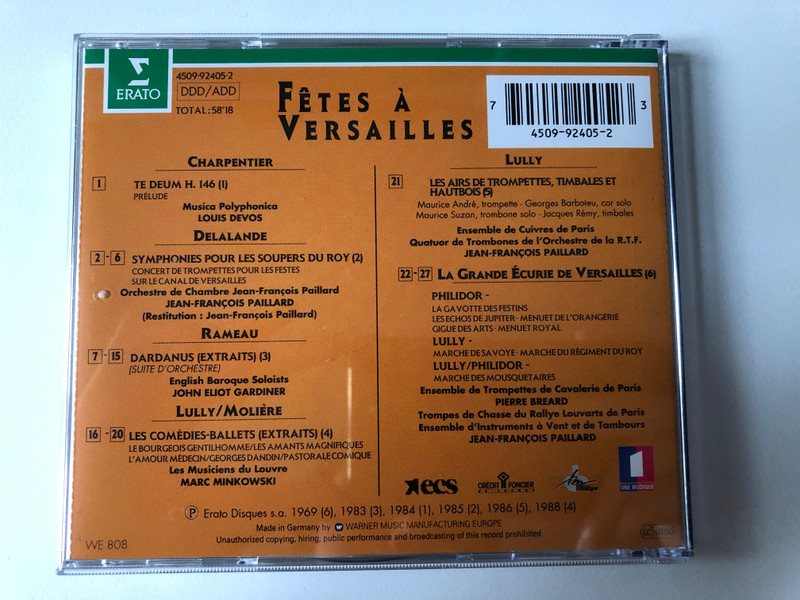 ERATO
4509-92405-2
DDD/ADD
TOTAL: 58'18
FÊTES À
VERSAILLES
7
4509-92405-2
3
CHARPENTIER
1 TE DEUM H. 146 (1)
PRÉLUDE
Musica Polyphonica
LOUIS DEVOS
DELALANDE
2 - 6 SYMPHONIES POUR LES SOUPERS DU ROY (2)
CONCERT DE TROMPETTES POUR LES FESTES
SUR LE CANAL DE VERSAILLES
Orchestre de Chambre Jean-François Paillard
JEAN-FRANÇOIS PAILLARD
(Restitution : Jean-François Paillard)
RAMEAU
7 - 15 DARDANUS (EXTRAITS) (3)
(SUITE D'ORCHESTRE)
English Baroque Soloists
JOHN ELIOT GARDINER
LULLY/MOLIÈRE
16 - 20 LES COMÉDIES-BALLETS (EXTRAITS) (4)
LE BOURGEOIS GENTILHOMME/LES AMANTS MAGNIFIQUES
L'AMOUR MÉDECIN/GEORGES DANDIN/PASTORALE COMIQUE
Les Musiciens du Louvre
MARC MINKOWSKI
LULLY
21 LES AIRS DE TROMPETTES, TIMBALES ET
HAUTBOIS (5)
Maurice André, trompette - Georges Barboteu, cor solo
Maurice Suzan, trombone solo - Jacques Rémy, timbales
Ensemble de Cuivres de Paris
Quatuor de Trombones de l'Orchestre de la R.T.F.
JEAN-FRANÇOIS PAILLARD
22 - 27 LA GRANDE ÉCURIE DE VERSAILLES (6)
PHILIDOR -
LA GAVOTTE DES FESTINS
LES ECHOS DE JUPITER - MENUET DE L'ORANGERIE
GIGUE DES ARTS - MENUET ROYAL
LULLY -
MARCHE DE SAVOYE - MARCHE DU RÉGIMENT DU ROY
LULLY/PHILIDOR -
MARCHE DES MOUSQUETAIRES
Ensemble de Trompettes de Cavalerie de Paris
PIERRE BREARD
Trompes de Chasse du Rallye Louvarts de Paris
Ensemble d'Instruments à Vent et de Tambours
JEAN-FRANÇOIS PAILLARD
ecs
CRÉDIT FONCIER
UNE MUSIQUE
Ⓟ Erato Disques s.a. 1969 (6), 1983 (3), 1984 (1), 1985 (2), 1986 (5), 1988 (4)
Made in Germany by WARNER MUSIC MANUFACTURING EUROPE
Unauthorized copying, hiring, public performance and broadcasting of this record prohibited
WE 808